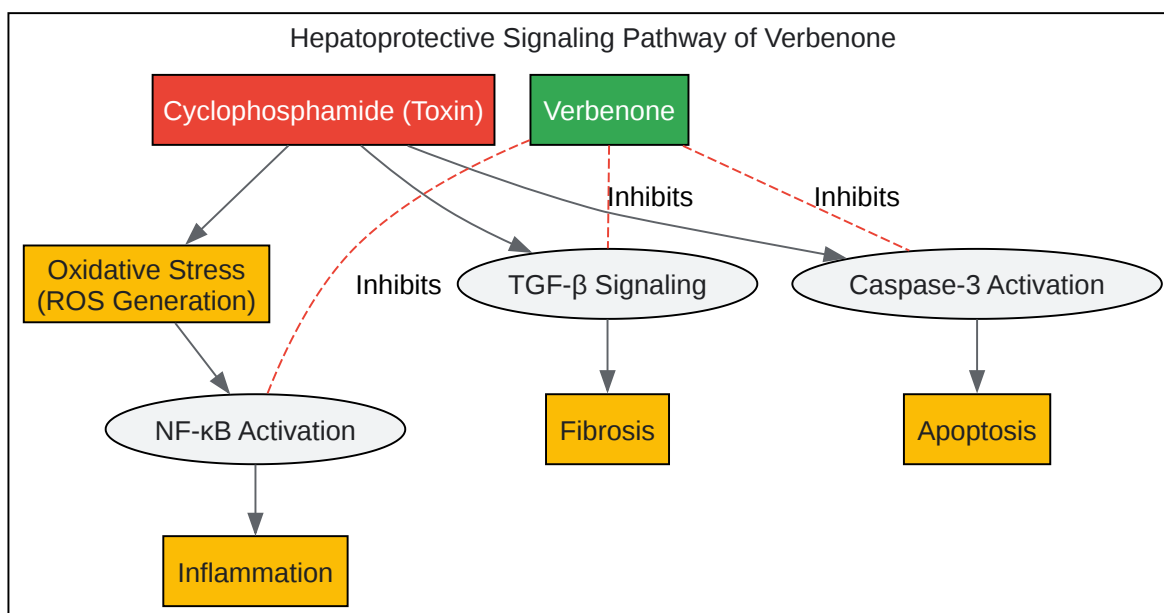 Hepatoprotective Signaling Pathway of Verbenone
Cyclophosphamide (Toxin)
Verbenone
Inhibits
Inhibits
Oxidative Stress
(ROS Generation)
Inhibits
TGF-β Signaling
Caspase-3 Activation
NF-κB Activation
Fibrosis
Apoptosis
Inflammation